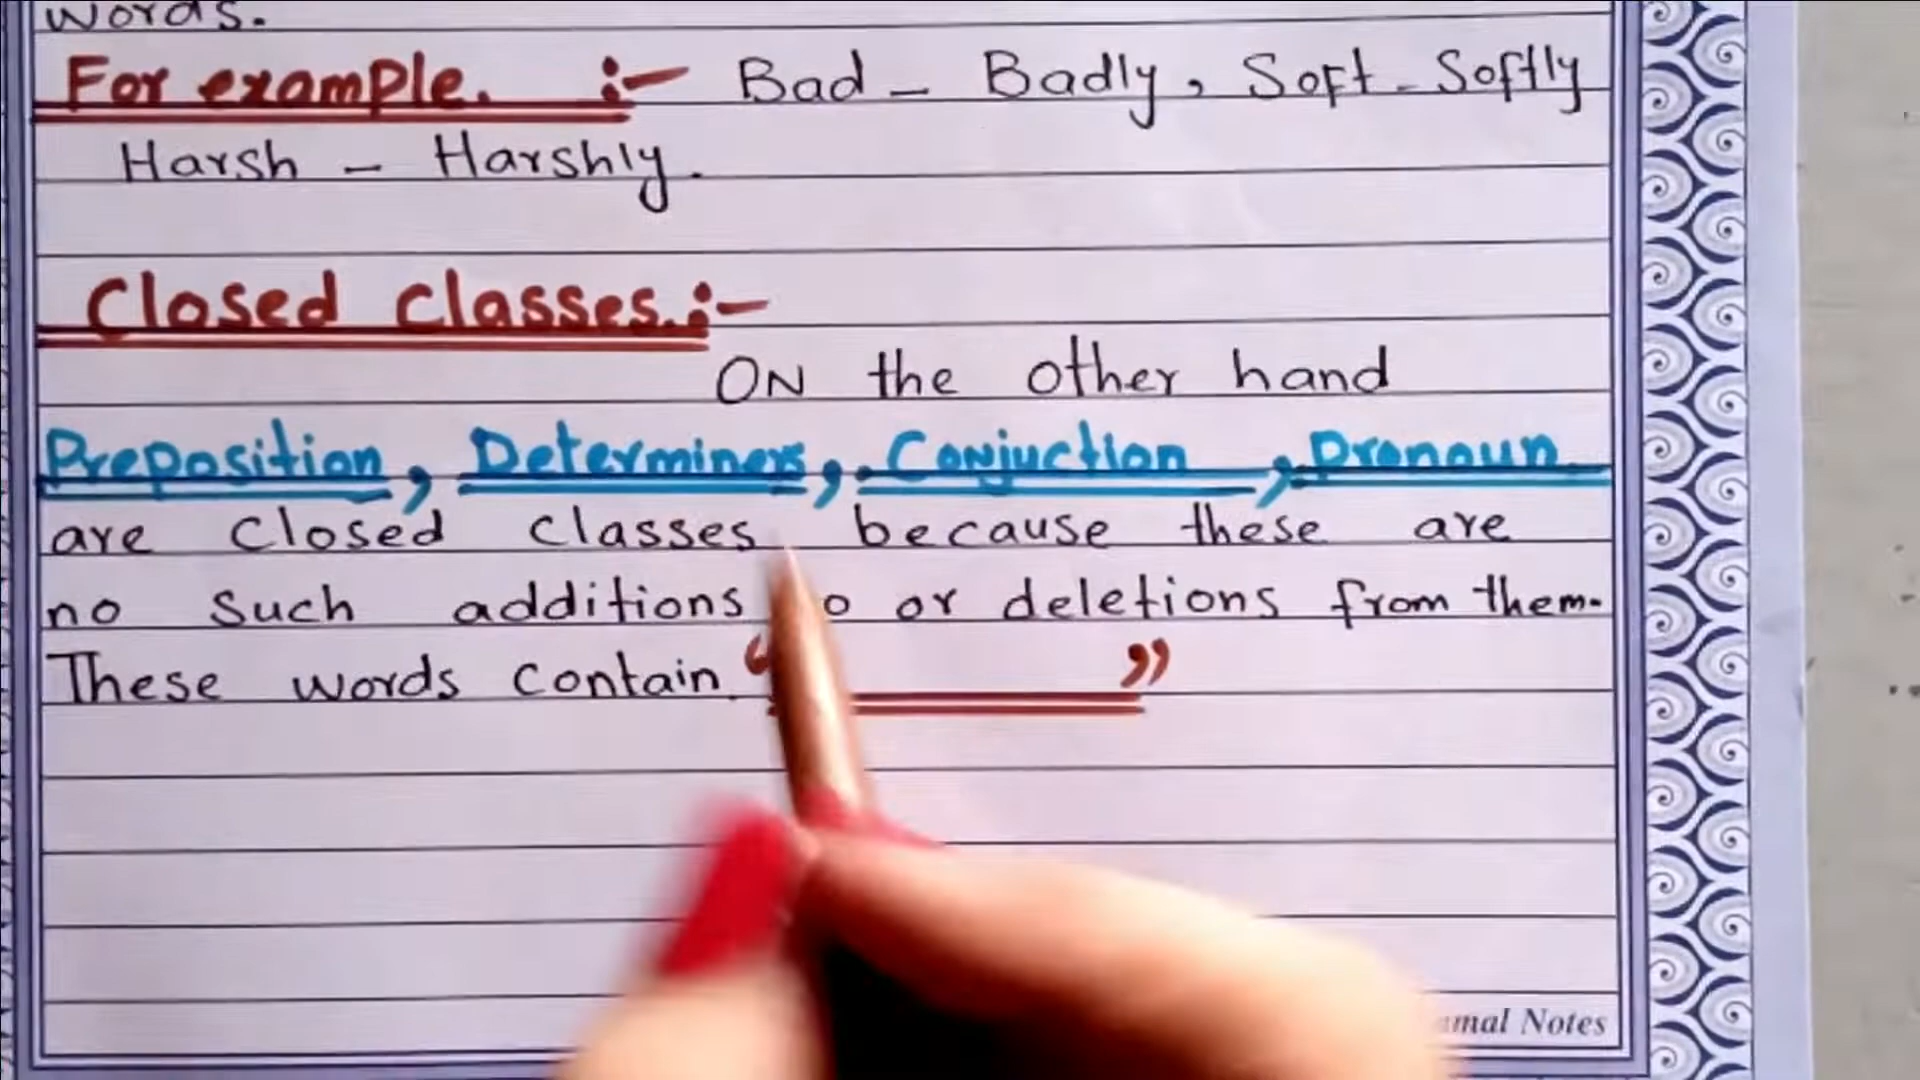 words.
For example. :- Bad - Badly, Soft - Softly
Harsh - Harshly.
Closed Classes. :-
ON the other hand
Preposition, Determiners, Conjuction, Pronoun
are closed classes because these are
no such additions or deletions from them.
These words contain “ ”
Notes